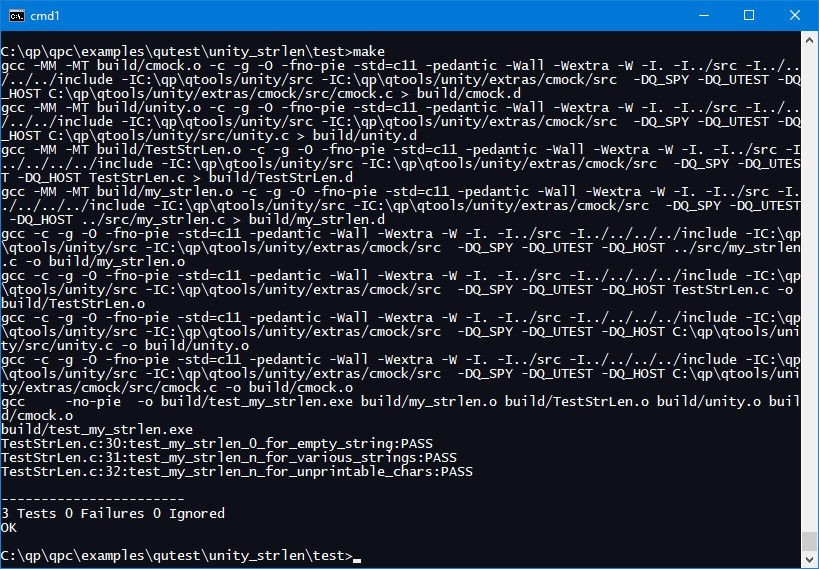 cmd1
C:\qp\qpc\examples\qutest\unity_strlen\test>make
gcc -MM -MT build/cmock.o -c -g -O -fno-pie -std=c11 -pedantic -Wall -Wextra -W -I. -I../src -I../..
/../../include -IC:\qp\qtools/unity/src -IC:\qp\qtools/unity/extras/cmock/src  -DQ_SPY -DQ_UTEST -DQ
_HOST C:\qp\qtools/unity/extras/cmock/src/cmock.c > build/cmock.d
gcc -MM -MT build/unity.o -c -g -O -fno-pie -std=c11 -pedantic -Wall -Wextra -W -I. -I../src -I../..
/../../include -IC:\qp\qtools/unity/src -IC:\qp\qtools/unity/extras/cmock/src  -DQ_SPY -DQ_UTEST -DQ
_HOST C:\qp\qtools/unity/src/unity.c > build/unity.d
gcc -MM -MT build/TestStrLen.o -c -g -O -fno-pie -std=c11 -pedantic -Wall -Wextra -W -I. -I../src -I
../../../../include -IC:\qp\qtools/unity/src -IC:\qp\qtools/unity/extras/cmock/src  -DQ_SPY -DQ_UTES
T -DQ_HOST TestStrLen.c > build/TestStrLen.d
gcc -MM -MT build/my_strlen.o -c -g -O -fno-pie -std=c11 -pedantic -Wall -Wextra -W -I. -I../src -I.
./../../../include -IC:\qp\qtools/unity/src -IC:\qp\qtools/unity/extras/cmock/src  -DQ_SPY -DQ_UTEST
 -DQ_HOST ../src/my_strlen.c > build/my_strlen.d
gcc -c -g -O -fno-pie -std=c11 -pedantic -Wall -Wextra -W -I. -I../src -I../../../../include -IC:\qp
\qtools/unity/src -IC:\qp\qtools/unity/extras/cmock/src  -DQ_SPY -DQ_UTEST -DQ_HOST ../src/my_strlen
.c -o build/my_strlen.o
gcc -c -g -O -fno-pie -std=c11 -pedantic -Wall -Wextra -W -I. -I../src -I../../../../include -IC:\qp
\qtools/unity/src -IC:\qp\qtools/unity/extras/cmock/src  -DQ_SPY -DQ_UTEST -DQ_HOST TestStrLen.c -o
build/TestStrLen.o
gcc -c -g -O -fno-pie -std=c11 -pedantic -Wall -Wextra -W -I. -I../src -I../../../../include -IC:\qp
\qtools/unity/src -IC:\qp\qtools/unity/extras/cmock/src  -DQ_SPY -DQ_UTEST -DQ_HOST C:\qp\qtools/uni
ty/src/unity.c -o build/unity.o
gcc -c -g -O -fno-pie -std=c11 -pedantic -Wall -Wextra -W -I. -I../src -I../../../../include -IC:\qp
\qtools/unity/src -IC:\qp\qtools/unity/extras/cmock/src  -DQ_SPY -DQ_UTEST -DQ_HOST C:\qp\qtools/uni
ty/extras/cmock/src/cmock.c -o build/cmock.o
gcc     -no-pie  -o build/test_my_strlen.exe build/my_strlen.o build/TestStrLen.o build/unity.o buil
d/cmock.o
build/test_my_strlen.exe
TestStrLen.c:30:test_my_strlen_0_for_empty_string:PASS
TestStrLen.c:31:test_my_strlen_n_for_various_strings:PASS
TestStrLen.c:32:test_my_strlen_n_for_unprintable_chars:PASS
-----------------------
3 Tests 0 Failures 0 Ignored
OK
C:\qp\qpc\examples\qutest\unity_strlen\test>